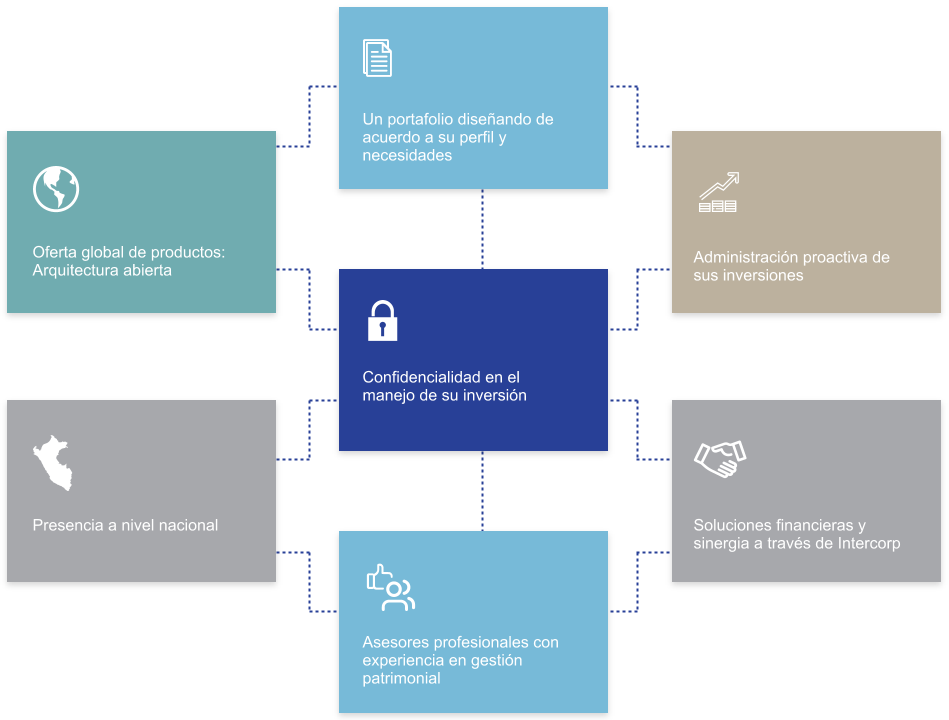 Un portafolio diseñando de
acuerdo a su perfil y
necesidades
Oferta global de productos:
Arquitectura abierta
Administración proactiva de
sus inversiones
Confidencialidad en el
manejo de su inversión
Presencia a nivel nacional
Soluciones financieras y
sinergia a través de Intercorp
Asesores profesionales con
experiencia en gestión
patrimonial